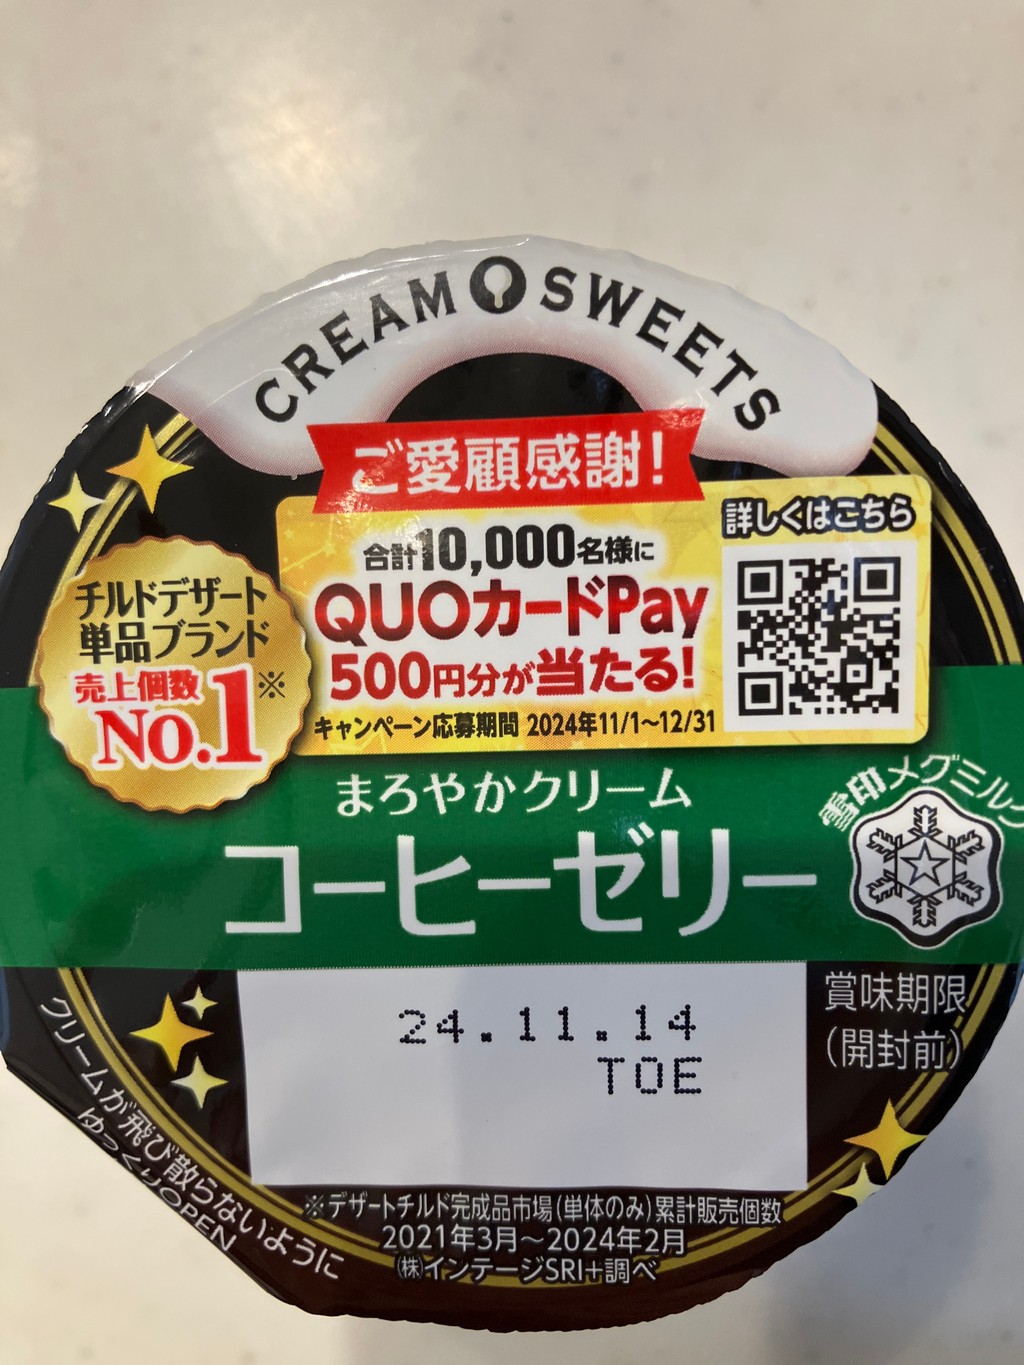 CREAM SWEETS
ご愛顧感謝!
合計10,000名様に
QUOカードPay
500円分が当たる!
キャンペーン応募期間 2024年11/1～12/31
詳しくはこちら
チルドデザート
単品ブランド
売上個数
No.1※
まろやかクリーム
コーヒーゼリー
雪印メグミルク
24.11.14
TOE
賞味期限
(開封前)
クリームが飛び散らないように
ゆっくりOPEN
※デザートチルド完成品市場(単体のみ)累計販売個数
2021年3月～2024年2月
㈱インテージSRI+調べ